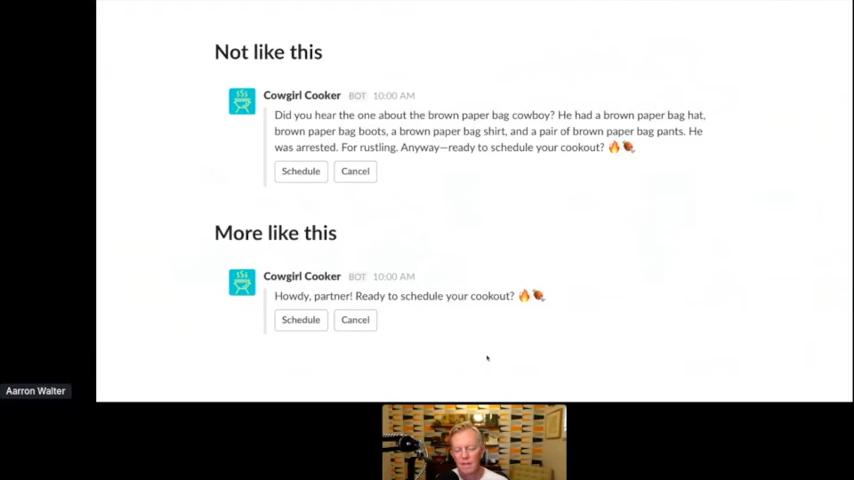 Not like this
Cowgirl Cooker BOT 10:00 AM
Did you hear the one about the brown paper bag cowboy? He had a brown paper bag hat,
brown paper bag boots, a brown paper bag shirt, and a pair of brown paper bag pants. He
was arrested. For rustling. Anyway—ready to schedule your cookout? 🔥🍖
Schedule Cancel
More like this
Cowgirl Cooker BOT 10:00 AM
Howdy, partner! Ready to schedule your cookout? 🔥🍖
Schedule Cancel
Aarron Walter